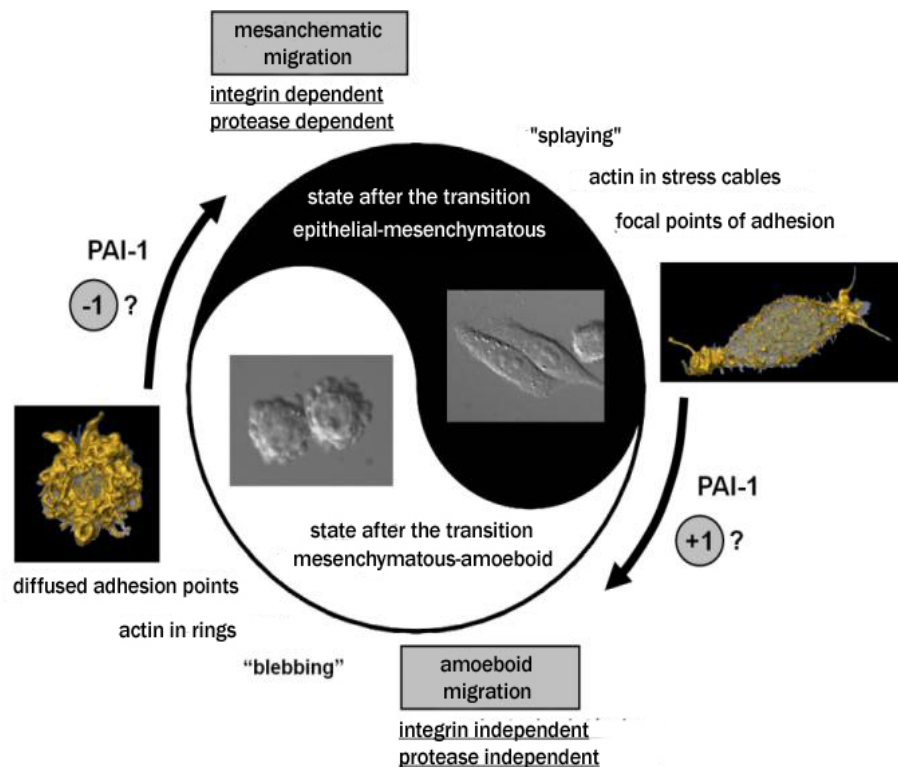 mesanchematic
migration
integrin dependent
protease dependent
"splaying"
actin in stress cables
focal points of adhesion
state after the transition
epithelial-mesenchymatous
PAI-1
-1 ?
PAI-1
+1 ?
state after the transition
mesenchymatous-amoeboid
diffused adhesion points
actin in rings
“blebbing”
amoeboid
migration
integrin independent
protease independent